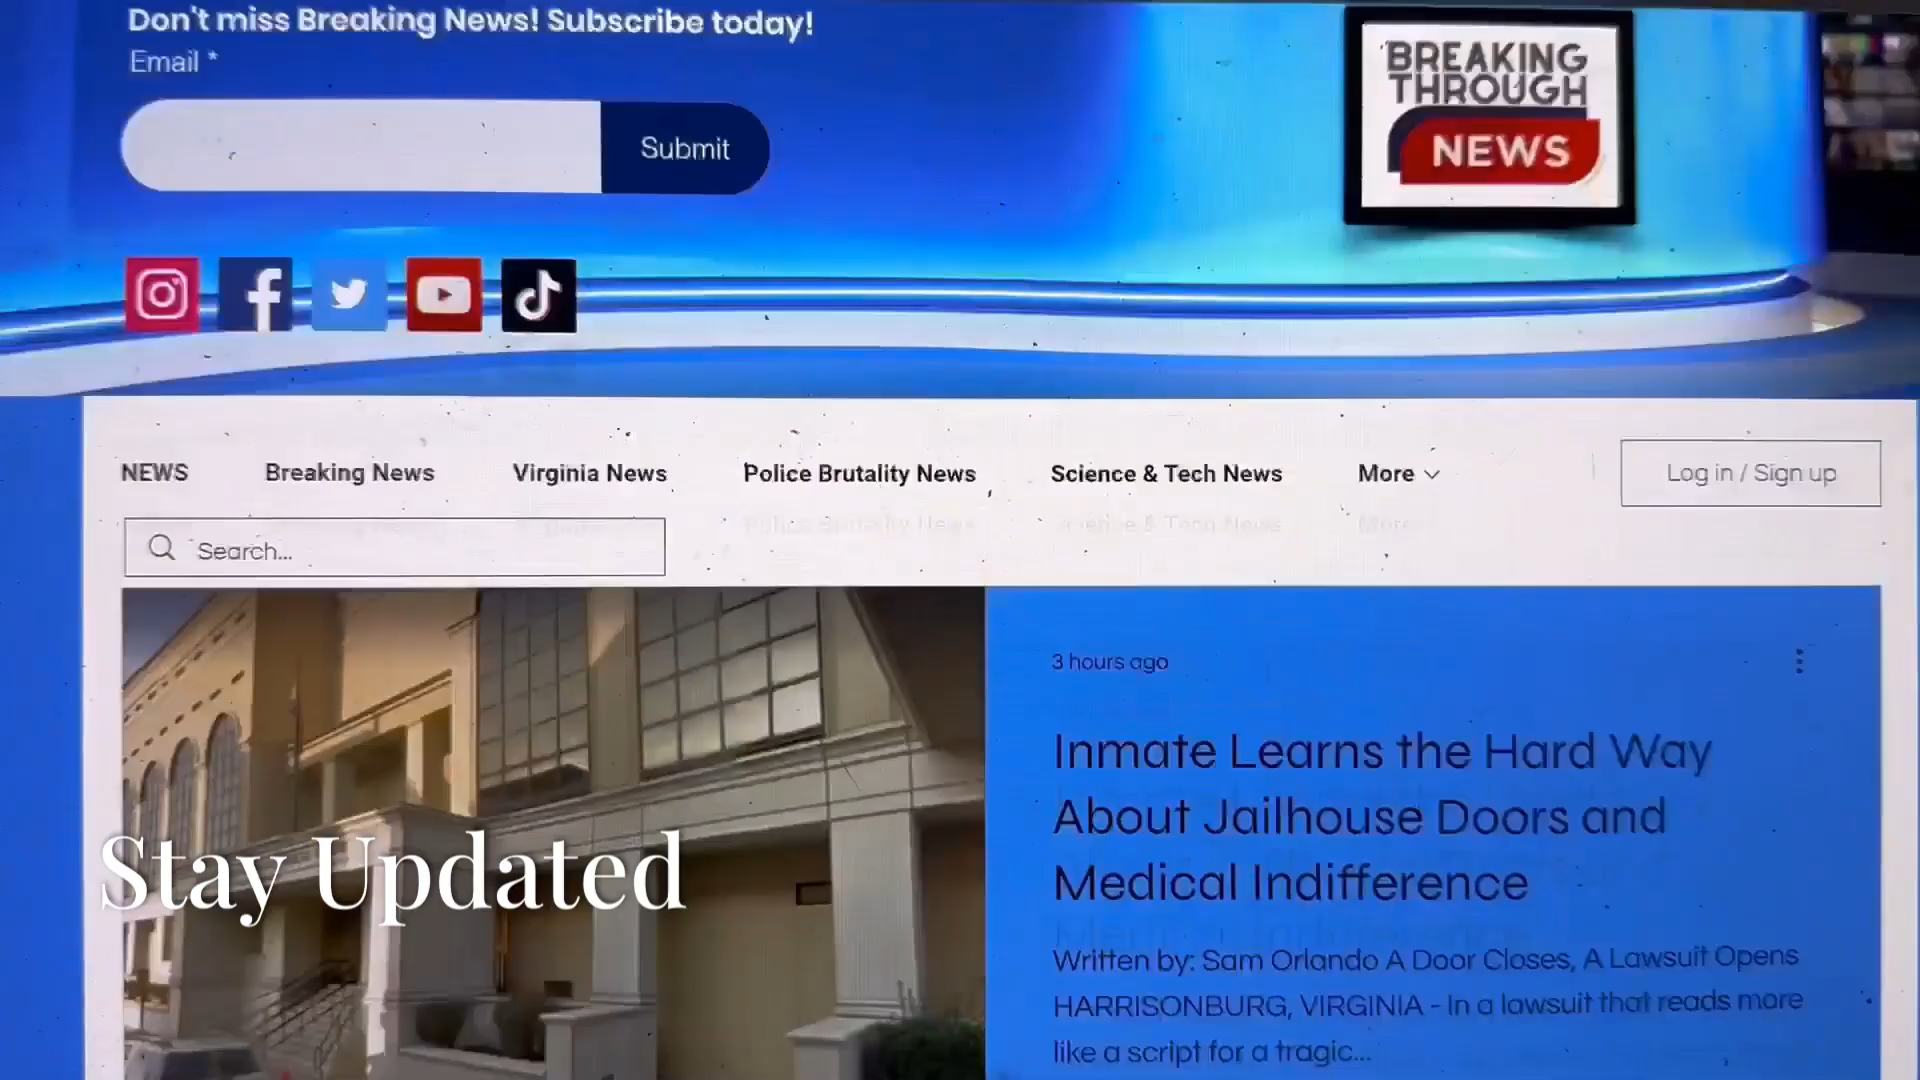 Don't miss Breaking News! Subscribe today!
Email *
Submit
BREAKING
THROUGH
NEWS
NEWS
Breaking News
Virginia News
Police Brutality News
Science & Tech News
More
Log in / Sign up
Search...
3 hours ago
Inmate Learns the Hard Way
About Jailhouse Doors and
Medical Indifference
Written by: Sam Orlando A Door Closes, A Lawsuit Opens
HARRISONBURG, VIRGINIA - In a lawsuit that reads more
like a script for a tragic...
Stay Updated